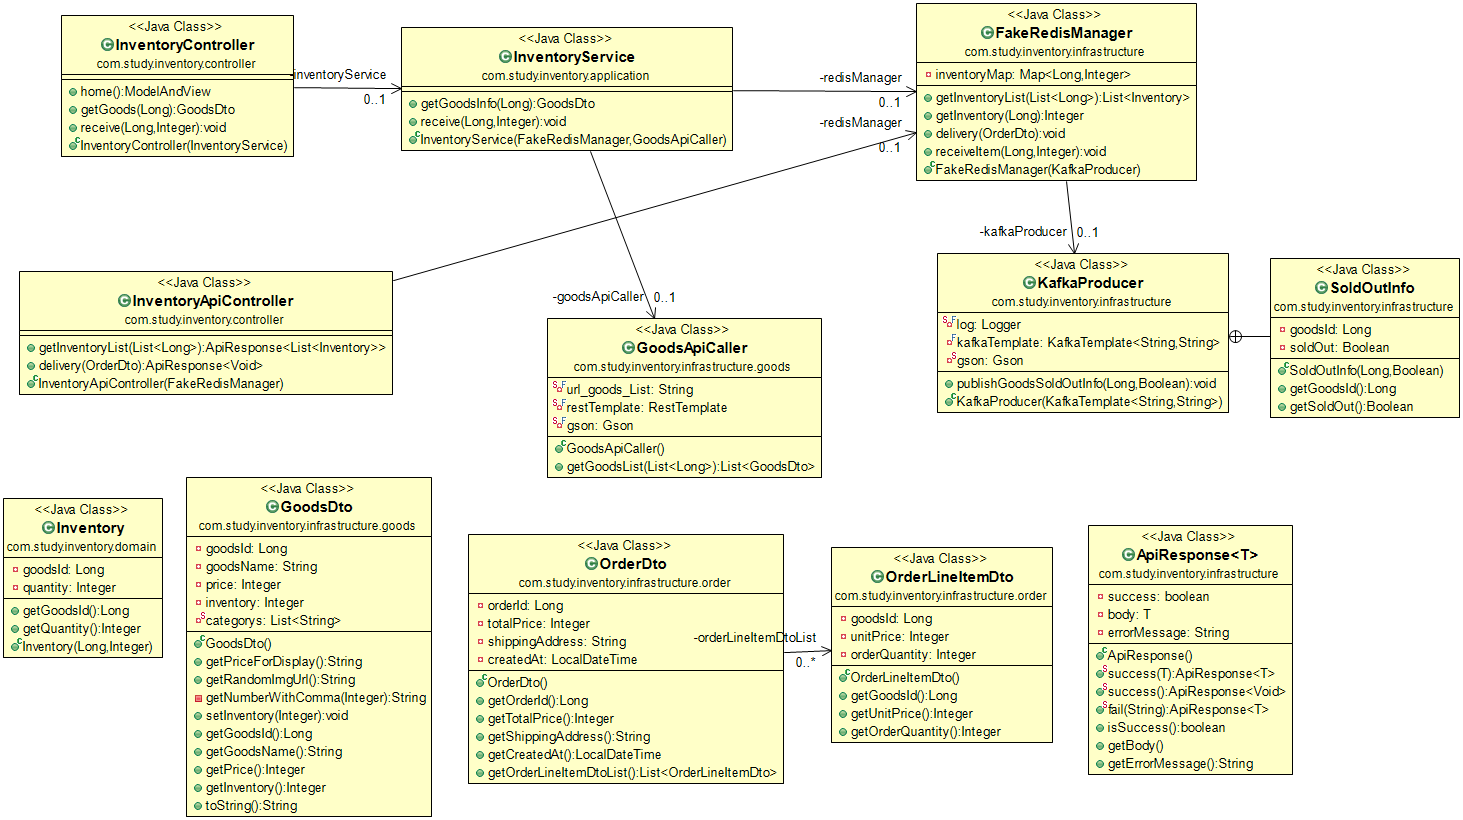 <<Java Class>>
InventoryController
com.study.inventory.controller
home():ModelAndView
getGoods(Long):GoodsDto
receive(Long,Integer):void
InventoryController(InventoryService)
-inventoryService
0..1
<<Java Class>>
InventoryService
com.study.inventory.application
getGoodsInfo(Long):GoodsDto
receive(Long,Integer):void
InventoryService(FakeRedisManager,GoodsApiCaller)
-redisManager
0..1
-redisManager
0..1
<<Java Class>>
FakeRedisManager
com.study.inventory.infrastructure
inventoryMap: Map<Long,Integer>
getInventoryList(List<Long>):List<Inventory>
getInventory(Long):Integer
delivery(OrderDto):void
receiveItem(Long,Integer):void
FakeRedisManager(KafkaProducer)
-kafkaProducer
0..1
<<Java Class>>
InventoryApiController
com.study.inventory.controller
getInventoryList(List<Long>):ApiResponse<List<Inventory>>
delivery(OrderDto):ApiResponse<Void>
InventoryApiController(FakeRedisManager)
-goodsApiCaller
0..1
<<Java Class>>
GoodsApiCaller
com.study.inventory.infrastructure.goods
url_goods_List: String
restTemplate: RestTemplate
gson: Gson
GoodsApiCaller()
getGoodsList(List<Long>):List<GoodsDto>
<<Java Class>>
KafkaProducer
com.study.inventory.infrastructure
log: Logger
kafkaTemplate: KafkaTemplate<String,String>
gson: Gson
publishGoodsSoldOutInfo(Long,Boolean):void
KafkaProducer(KafkaTemplate<String,String>)
<<Java Class>>
SoldOutInfo
com.study.inventory.infrastructure
goodsId: Long
soldOut: Boolean
SoldOutInfo(Long,Boolean)
getGoodsId():Long
getSoldOut():Boolean
<<Java Class>>
Inventory
com.study.inventory.domain
goodsId: Long
quantity: Integer
getGoodsId():Long
getQuantity():Integer
Inventory(Long,Integer)
<<Java Class>>
GoodsDto
com.study.inventory.infrastructure.goods
goodsId: Long
goodsName: String
price: Integer
inventory: Integer
categorys: List<String>
GoodsDto()
getPriceForDisplay():String
getRandomImgUrl():String
getNumberWithComma(Integer):String
setInventory(Integer):void
getGoodsId():Long
getGoodsName():String
getPrice():Integer
getInventory():Integer
toString():String
<<Java Class>>
OrderDto
com.study.inventory.infrastructure.order
orderId: Long
totalPrice: Integer
shippingAddress: String
createdAt: LocalDateTime
OrderDto()
getOrderId():Long
getTotalPrice():Integer
getShippingAddress():String
getCreatedAt():LocalDateTime
getOrderLineItemDtoList():List<OrderLineItemDto>
-orderLineItemDtoList
0..*
<<Java Class>>
OrderLineItemDto
com.study.inventory.infrastructure.order
goodsId: Long
unitPrice: Integer
orderQuantity: Integer
OrderLineItemDto()
getGoodsId():Long
getUnitPrice():Integer
getOrderQuantity():Integer
<<Java Class>>
ApiResponse<T>
com.study.inventory.infrastructure
success: boolean
body: T
errorMessage: String
ApiResponse()
success(T):ApiResponse<T>
success():ApiResponse<Void>
fail(String):ApiResponse<T>
isSuccess():boolean
getBody()
getErrorMessage():String